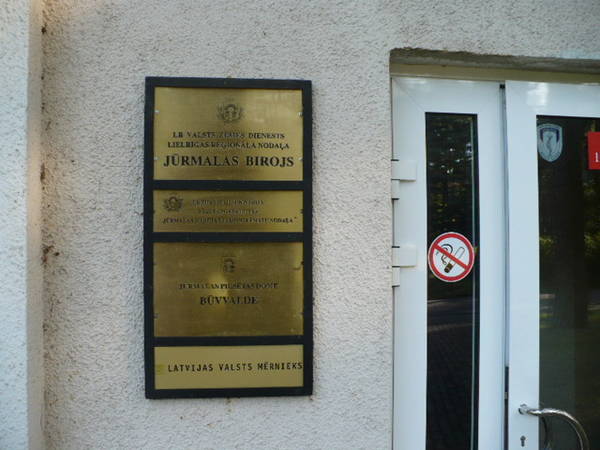 LR VALSTS ZEMES DIENESTS
LIELRĪGAS REĢIONĀLĀ NODAĻA
JŪRMALAS BIROJS
JŪRMALAS PILSĒTAS DOME
BŪVVALDE
LATVIJAS VALSTS MĒRNIEKS